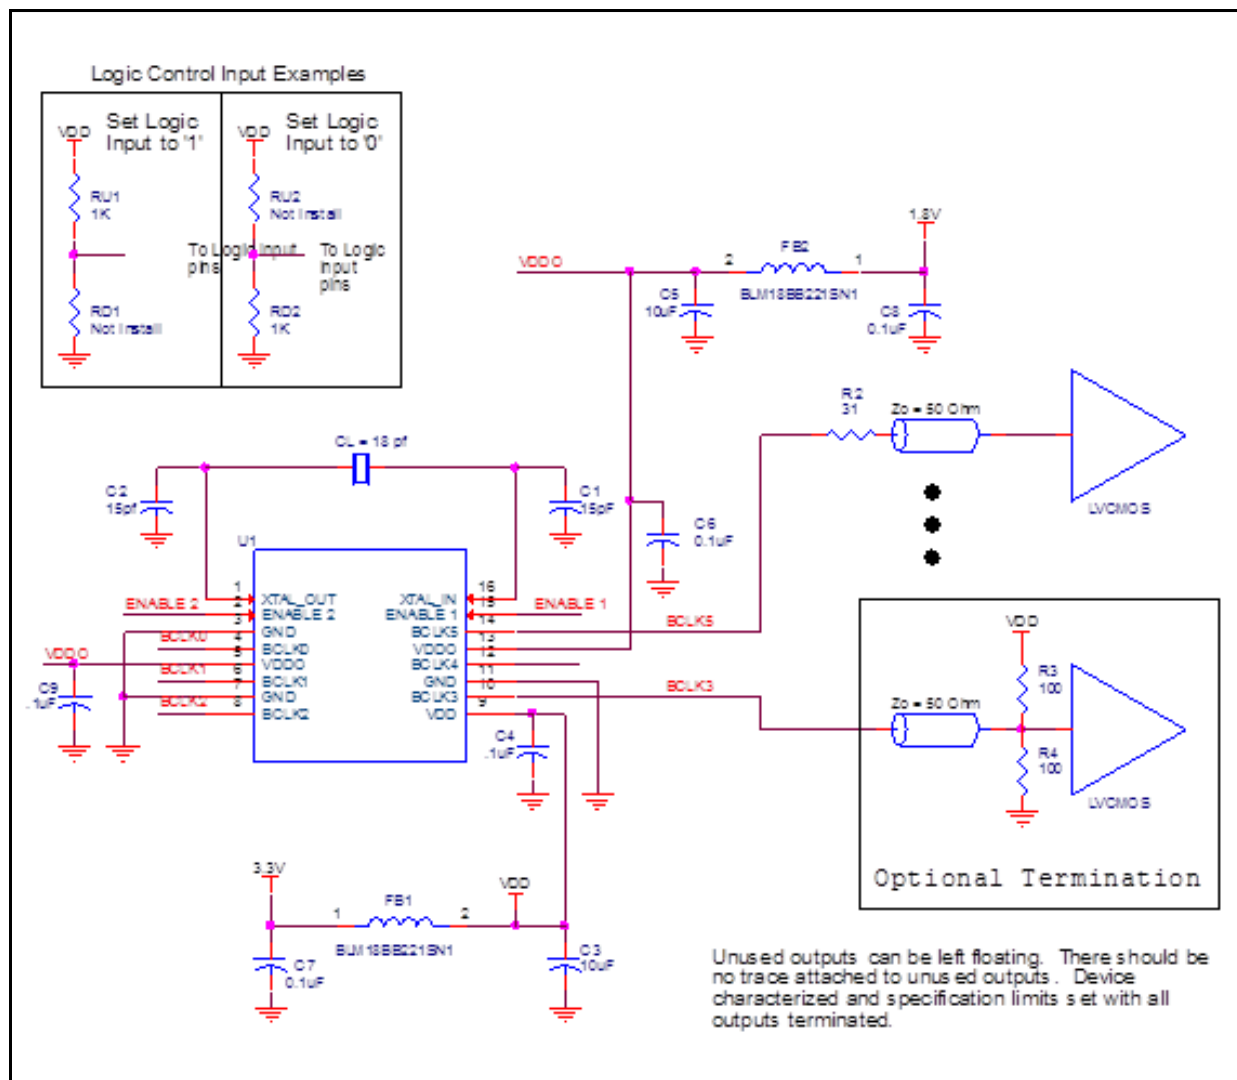 Logic Control Input Examples
VDD
Set Logic
Input to '1'
VDD
Set Logic
Input to '0'
RU1
1K
RU2
Not Install
To Logic Input
pins
To Logic
Input
pins
RD1
Not Install
RD2
1K
1.8V
FB2
VDDO
2
1
BLM18BB221SN1
C5
10uF
C8
0.1uF
R2
31
Zo = 50 Ohm
LVCMOS
CL = 18 pf
C2
15pf
C1
15pF
C6
0.1uF
U1
1
XTAL_OUT
XTAL_IN
16
ENABLE 2
2
ENABLE 2
ENABLE 1
15
ENABLE 1
3
GND
BCLK5
14
BCLK5
BCLK0
4
BCLK0
VDDO
13
VDDO
5
VDDO
BCLK4
12
BCLK1
6
BCLK1
GND
11
7
GND
BCLK3
10
BCLK3
BCLK2
8
BCLK2
VDD
9
C9
.1uF
C4
.1uF
VDD
R3
100
Zo = 50 Ohm
R4
100
LVCMOS
Optional Termination
3.3V
FB1
VDD
1
2
BLM18BB221SN1
C7
0.1uF
C3
10uF
Unused outputs can be left floating. There should be
no trace attached to unused outputs. Device
characterized and specification limits set with all
outputs terminated.